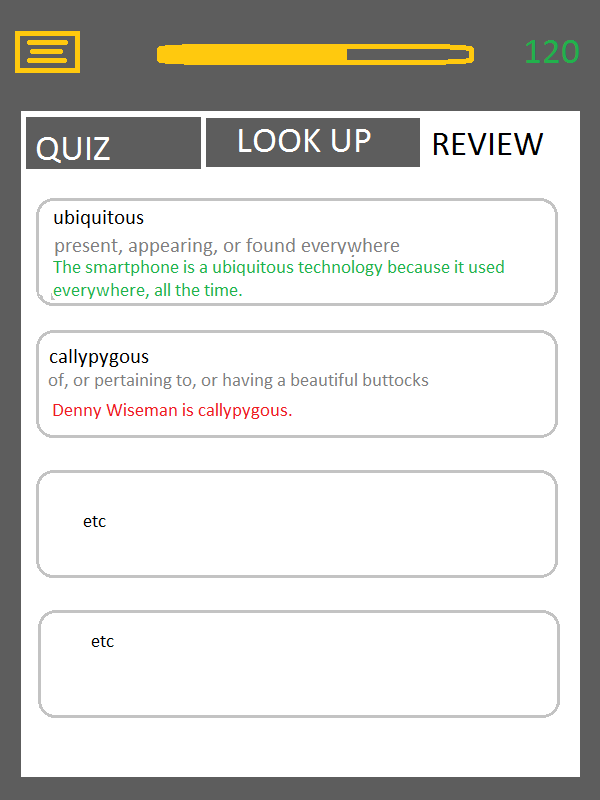 120
QUIZ
LOOK UP
REVIEW
ubiquitous
present, appearing, or found everywhere
The smartphone is a ubiquitous technology because it used
everywhere, all the time.
callypygous
of, or pertaining to, or having a beautiful buttocks
Denny Wiseman is callypygous.
etc
etc